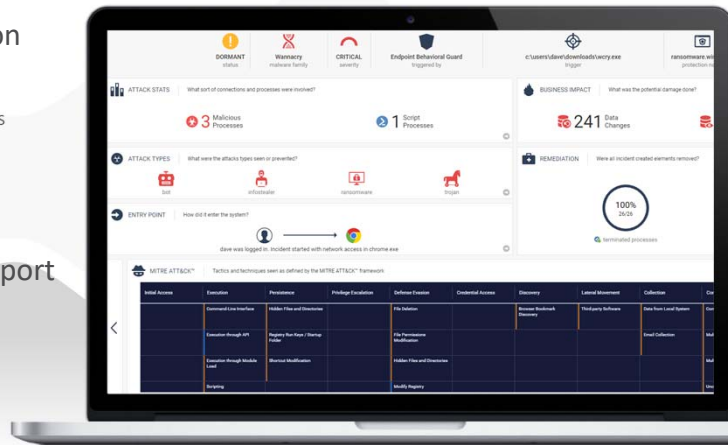 on
s
port
DORMANT
status
Wannacry
malware family
CRITICAL
severity
Endpoint Behavioral Guard
triggered by
c:\users\dave\downloads\wcry.exe
trigger
ransomware.wi
protection n
ATTACK STATS What sort of connections and processes were involved?
3 Malicious
Processes
1 Script
Processes
BUSINESS IMPACT What was the potential damage done?
241 Data
Changes
ATTACK TYPES What were the attacks types seen or prevented?
bot
infostealer
ransomware
trojan
REMEDIATION Were all incident created elements removed?
100%
26/26
terminated processes
ENTRY POINT How did it enter the system?
dave was logged in. Incident started with network access in chrome.exe
MITRE ATT&CK™ Tactics and techniques seen as defined by the MITRE ATT&CK™ framework
Initial Access Execution Persistence Privilege Escalation Defense Evasion Credential Access Discovery Lateral Movement Collection
Command-Line Interface
Hidden Files and Directories
File Deletion
Browser Bookmark
Discovery
Third-party Software
Data from Local System
Execution through API
Registry Run Keys / Startup
Folder
File Permissions
Modification
Email Collection
Execution through Module
Load
Shortcut Modification
Hidden Files and Directories
Scripting
Modify Registry